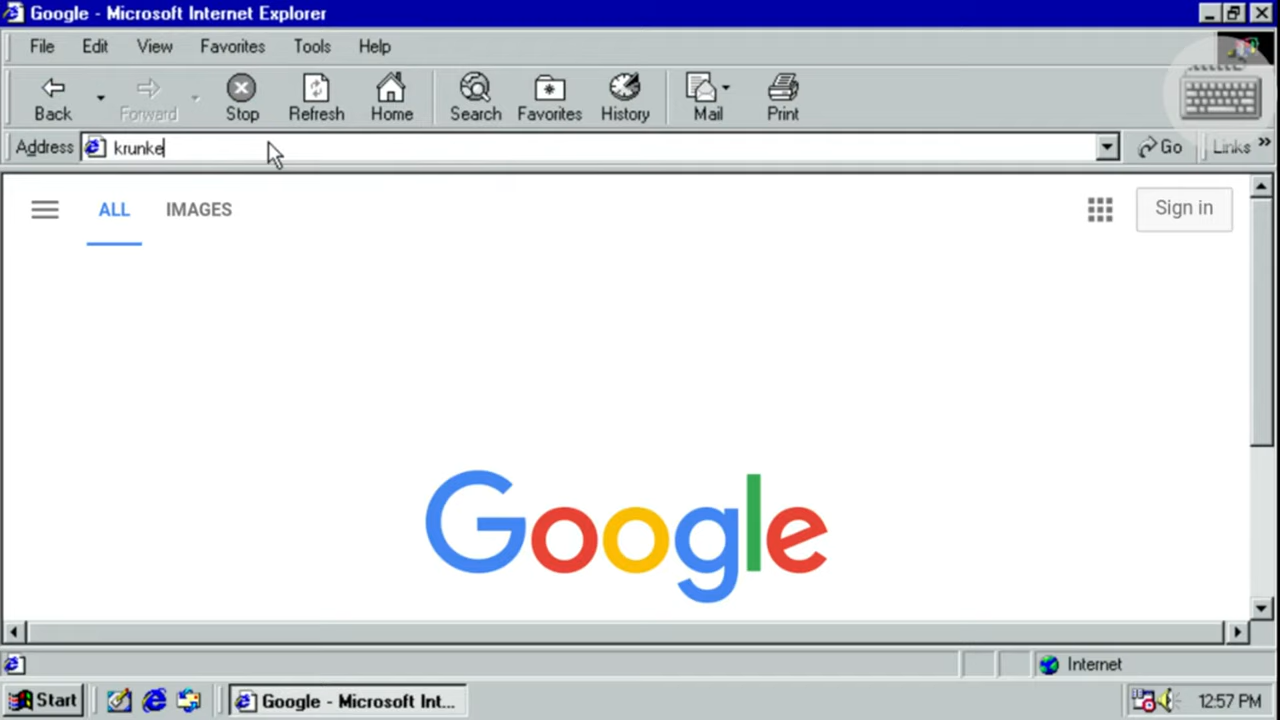 Google - Microsoft Internet Explorer
File Edit View Favorites Tools Help
Back Forward Stop Refresh Home Search Favorites History Mail Print
Address krunke Go Links »
ALL IMAGES Sign in
Google
Internet
Start Google - Microsoft Int... 12:57 PM